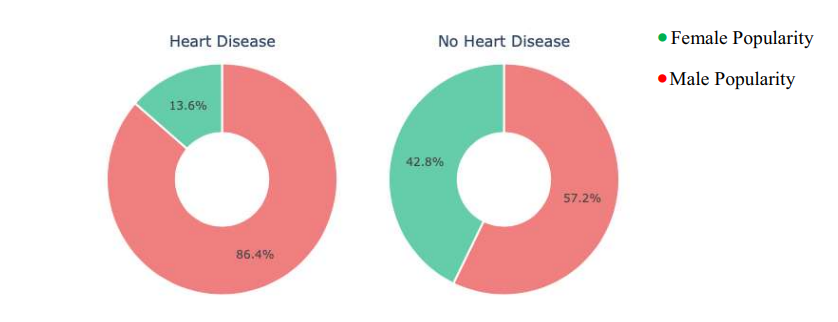 Heart Disease
No Heart Disease
Female Popularity
Male Popularity
13.6%
86.4%
42.8%
57.2%